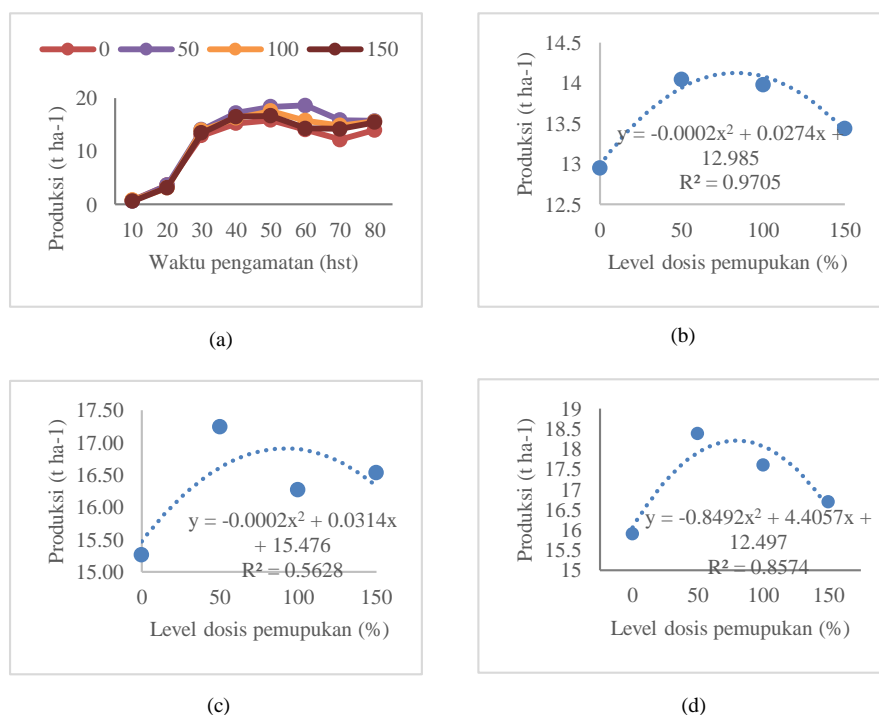 0 50 100 150
Produksi (t ha-1)
20
10
0
10 20 30 40 50 60 70 80
Waktu pengamatan (hst)
(a)
Produksi (t ha-1)
14.5
14
13.5
13
12.5
y = -0.0002x² + 0.0274x +
12.985
R² = 0.9705
0 50 100 150
Level dosis pemupukan (%)
(b)
Produksi (t ha-1)
17.50
17.00
16.50
16.00
15.50
15.00
y = -0.0002x² + 0.0314x
+ 15.476
R² = 0.5628
0 50 100 150
Level dosis pemupukan (%)
(c)
Produksi (t ha-1)
19
18.5
18
17.5
17
16.5
16
15.5
15
y = -0.8492x² + 4.4057x +
12.497
R² = 0.8574
0 50 100 150
Level dosis pemupukan (%)
(d)